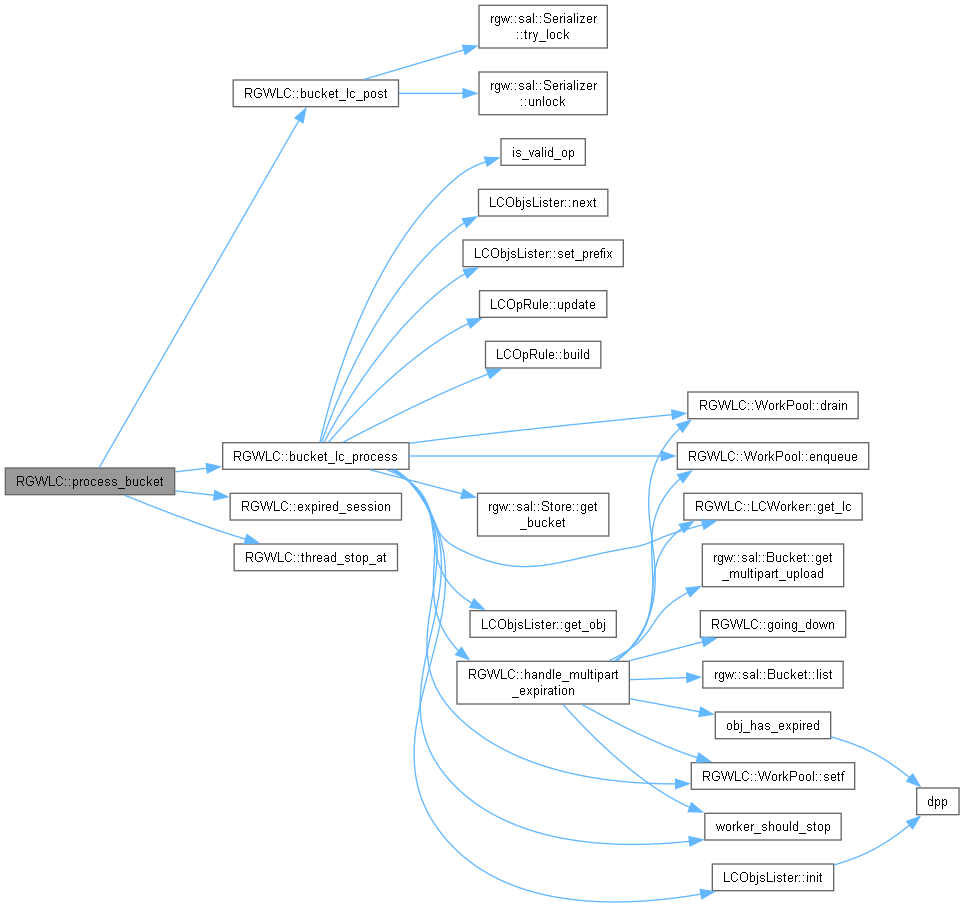 rgw::sal::Serializer
::try_lock
RGWLC::bucket_lc_post
rgw::sal::Serializer
::unlock
is_valid_op
LCObjsLister::next
LCObjsLister::set_prefix
LCOpRule::update
LCOpRule::build
RGWLC::WorkPool::drain
RGWLC::bucket_lc_process
RGWLC::WorkPool::enqueue
RGWLC::process_bucket
RGWLC::expired_session
rgw::sal::Store::get
_bucket
RGWLC::LCWorker::get_lc
RGWLC::thread_stop_at
rgw::sal::Bucket::get
_multipart_upload
LCObjsLister::get_obj
RGWLC::going_down
RGWLC::handle_multipart
_expiration
rgw::sal::Bucket::list
obj_has_expired
RGWLC::WorkPool::setf
dpp
worker_should_stop
LCObjsLister::init